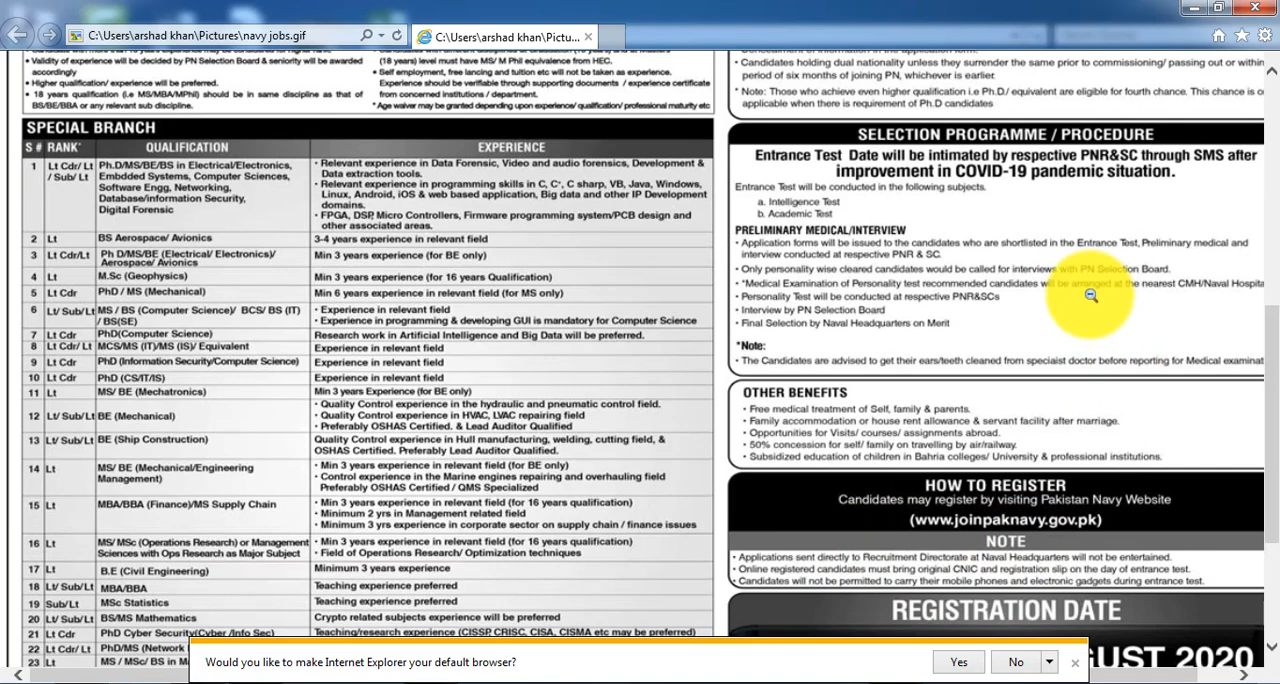 C:\Users\arshad khan\Pictures\navy jobs.gif
C:\Users\arshad khan\Pictu...
• Validity of experience will be decided by PN Selection Board & seniority will be awarded
accordingly
• Higher qualification/ experience will be preferred.
• 18 years qualification (i.e MS/MBA/MPhil) should be in same discipline as that of
BS/BE/BBA or any relevant sub discipline.
(18 years) level must have MS/ M Phil equivalence from HEC.
• Self employment, free lancing and tuition etc will not be taken as experience.
Experience should be verifiable through supporting documents / experience certificate
from concerned institutions / department.
* Age waiver may be granted depending upon experience/ qualification/ professional maturity etc
SPECIAL BRANCH
S # RANK* QUALIFICATION EXPERIENCE
1 Lt Cdr/ Lt / Sub/ Lt
Ph.D/MS/BE/BS in Electrical/Electronics,
Embdded Systems, Computer Sciences,
Software Engg, Networking,
Database/information Security,
Digital Forensic
• Relevant experience in Data Forensic, Video and audio forensics, Development &
Data extraction tools.
• Relevant experience in programming skills in C, C+, C sharp, VB, Java, Windows,
Linux, Android, iOS & web based application, Big data and other IP Development
domains.
• FPGA, DSP, Micro Controllers, Firmware programming system/PCB design and
other associated areas.
2 Lt BS Aerospace/ Avionics 3-4 years experience in relevant field
3 Lt Cdr/Lt Ph D/MS/BE (Electrical/ Electronics)/
Aerospace/ Avionics
Min 3 years (for BE only)
4 Lt M.Sc (Geophysics) Min 3 years experience (for 16 years Qualification)
5 Lt Cdr PhD / MS (Mechanical) Min 6 years experience in relevant field (for MS only)
6 Lt/ Sub/ Lt MS / BS (Computer Science)/ BCS/ BS (IT)
/ BS(SE)
• Experience in relevant field
• Experience in programming & developing GUI is mandatory for Computer Science
7 Lt Cdr PhD(Computer Science) Research work in Artificial Intelligence and Big Data will be preferred.
8 Lt Cdr/ Lt MCS/MS (IT)/MS (IS)/ Equivalent Experience in relevant field
9 Lt Cdr PhD (Information Security/Computer Science) Experience in relevant field
10 Lt Cdr PhD (CS/IT/IS) Experience in relevant field
11 Lt MS/ BE (Mechatronics) Min 3 years Experience (for BE only)
12 Lt/ Sub/Lt BE (Mechanical)
• Quality Control experience in the hydraulic and pneumatic control field.
• Quality Control experience in HVAC, LVAC repairing field
• Preferably OSHAS Certified. & Lead Auditor Qualified
13 Lt/ Sub/Lt BE (Ship Construction)
Quality Control experience in Hull manufacturing, welding, cutting field, &
OSHAS Certified. Preferably Lead Auditor Qualified.
14 Lt MS/ BE (Mechanical/Engineering
Management)
• Min 3 years experience in relevant field (for BE only)
• Control experience in the Marine engines repairing and overhauling field
Preferably OSHAS Certified / QMS Specialized
15 Lt MBA/BBA (Finance)/MS Supply Chain
• Min 3 years experience in relevant field (for 16 years qualification)
• Minimum 2 yrs in Management related field
• Minimum 3 yrs experience in corporate sector on supply chain / finance issues
16 Lt MS/ MSc (Operations Research) or Management
Sciences with Ops Research as Major Subject
• Min 3 years experience in relevant field (for 16 years qualification)
• Field of Operations Research/ Optimization techniques
17 Lt B.E (Civil Engineering) Minimum 3 years experience
18 Lt/ Sub/Lt MBA/BBA Teaching experience preferred
19 Sub/Lt MSc Statistics Teaching experience preferred
20 Lt/ Sub/Lt BS/MS Mathematics Crypto related subjects experience will be preferred
21 Lt Cdr PhD Cyber Security(Cyber /Info Sec) Teaching/research experience (CISSP, CRISC, CISA, CISMA etc may be preferred)
22 Lt Cdr/ Lt PhD/MS (Network
23 Lt MS / MSc/ BS in M
• Candidates holding dual nationality unless they surrender the same prior to commissioning/ passing out or within
period of six months of joining PN, whichever is earlier
* Note: Those who achieve even higher qualification i.e Ph.D./ equivalent are eligible for fourth chance. This chance is
applicable when there is requirement of Ph.D candidates
SELECTION PROGRAMME / PROCEDURE
Entrance Test Date will be intimated by respective PNR&SC through SMS after
improvement in COVID-19 pandemic situation.
Entrance Test will be conducted in the following subjects.
a. Intelligence Test
b. Academic Test
PRELIMINARY MEDICAL/INTERVIEW
• Application forms will be issued to the candidates who are shortlisted in the Entrance Test, Preliminary medical and
interview conducted at respective PNR & SC.
• Only personality wise cleared candidates would be called for interviews with PN Selection Board.
• *Medical Examination of Personality test recommended candidates will be arranged at the nearest CMH/Naval Hospita
• Personality Test will be conducted at respective PNR&SCs
• Interview by PN Selection Board
• Final Selection by Naval Headquarters on Merit
*Note:
• The Candidates are advised to get their ears/teeth cleaned from specialst doctor before reporting for Medical examinat
OTHER BENEFITS
• Free medical treatment of Self, family & parents.
• Family accommodation or house rent allowance & servant facility after marriage.
• Opportunities for Visits/ courses/ assignments abroad.
• 50% concession for self/ family on travelling by air/railway.
• Subsidized education of children in Bahria colleges/ University & professional institutions.
HOW TO REGISTER
Candidates may register by visiting Pakistan Navy Website
(www.joinpaknavy.gov.pk)
NOTE
• Applications sent directly to Recruitment Directorate at Naval Headquarters will not be entertained.
• Online registered candidates must bring original CNIC and registration slip on the day of entrance test.
• Candidates will not be permitted to carry their mobile phones and electronic gadgets during entrance test.
REGISTRATION DATE
UST 2020
Would you like to make Internet Explorer your default browser?
Yes
No